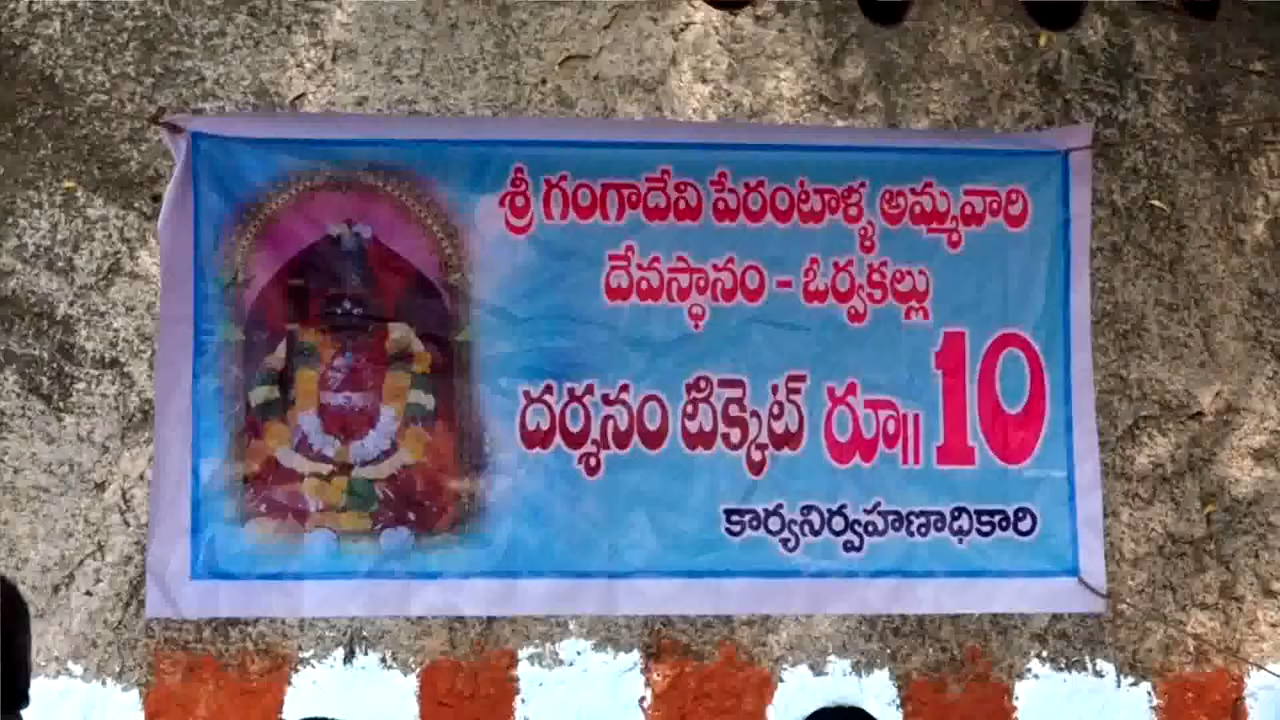 శ్రీ గంగాదేవి పేరంటాళ్ళ అమ్మవారి
దేవస్థానం - ఓర్వకల్లు
దర్శనం టిక్కెట్ రూ॥ 10
కార్యనిర్వహణాధికారి